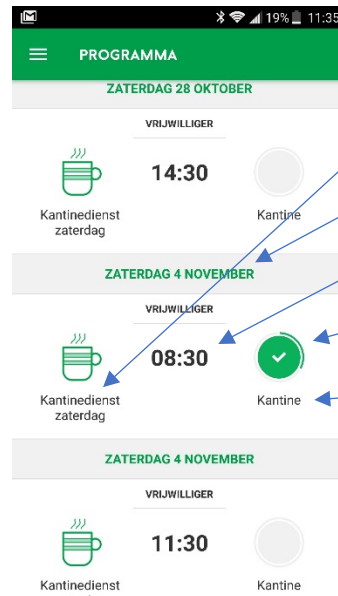 19% 11:35
PROGRAMMA
ZATERDAG 28 OKTOBER
VRIJWILLIGER
14:30
Kantinedienst
zaterdag
Kantine
ZATERDAG 4 NOVEMBER
VRIJWILLIGER
08:30
Kantinedienst
zaterdag
Kantine
ZATERDAG 4 NOVEMBER
VRIJWILLIGER
11:30
Kantinedienst
Kantine